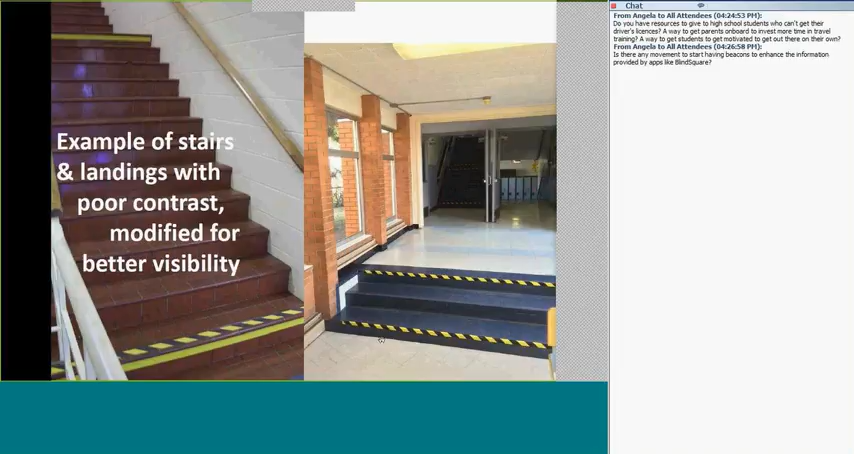 Example of stairs
& landings with
poor contrast,
modified for
better visibility
Chat
From Angela to All Attendees (04:24:53 PM):
Do you have resources to give to high school students who can't get their
driver's licences? A way to get parents onboard to invest more time in travel
training? A way to get students to get motivated to get out there on their own?
From Angela to All Attendees (04:26:58 PM):
Is there any movement to start having beacons to enhance the information
provided by apps like BlindSquare?